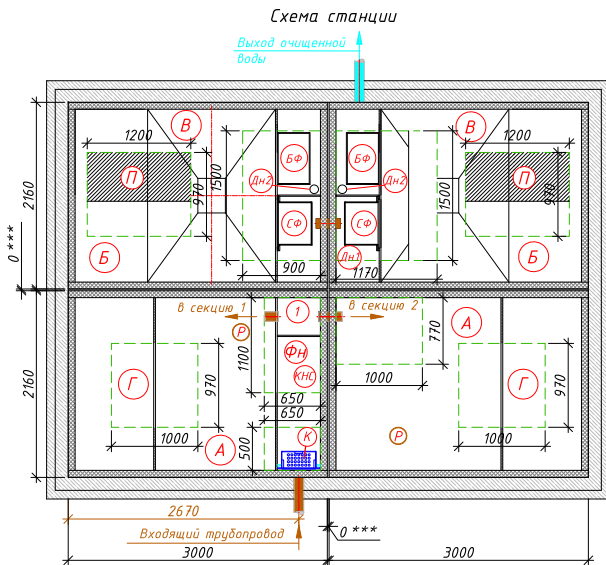 Схема станции
Выход очищенной
воды
В
В
1200
1200
П
БФ
БФ
П
970
1500
Дн2
Дн2
1500
970
2160
СФ
СФ
Б
Дн1
Б
0 ***
900
1170
в секцию 1
1
в секцию 2
Р
А
Фн
1100
770
КНС
Г
970
650
1000
Г
970
2160
650
1000
К
Р
1000
А
500
2670
Входящий трубопровод
0 ***
3000
3000